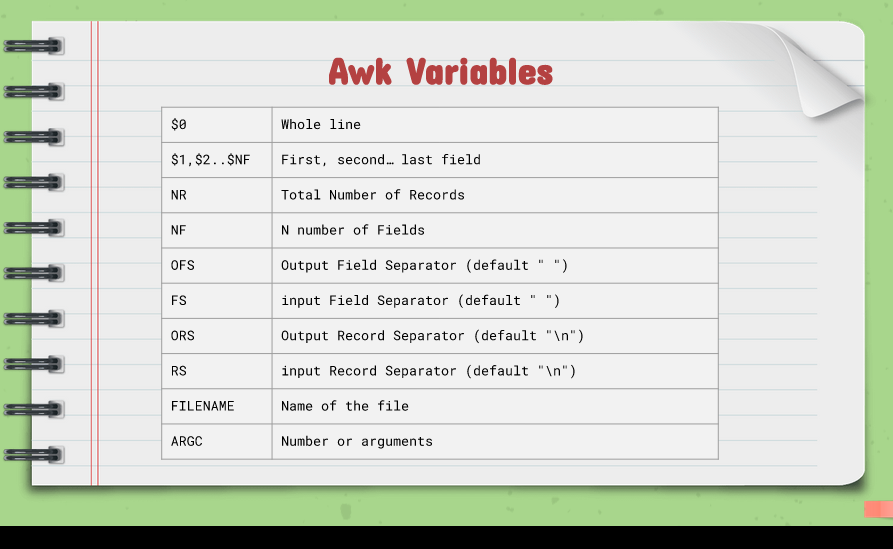 Awk Variables
$0 Whole line
$1,$2..$NF First, second… last field
NR Total Number of Records
NF N number of Fields
OFS Output Field Separator (default " ")
FS input Field Separator (default " ")
ORS Output Record Separator (default "\n")
RS input Record Separator (default "\n")
FILENAME Name of the file
ARGC Number or arguments